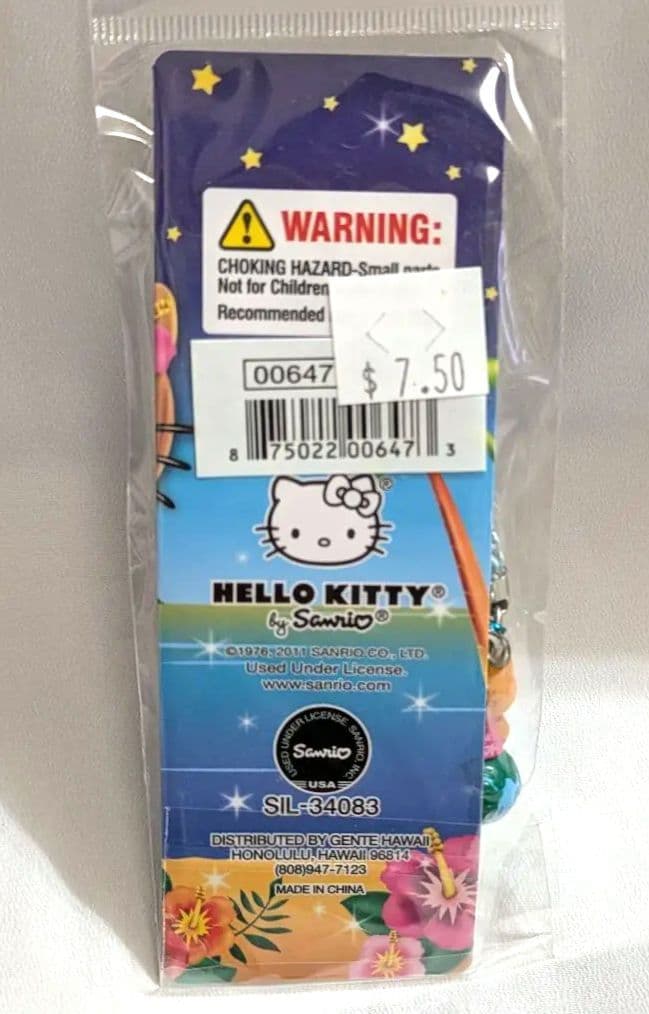 WARNING:
CHOKING HAZARD-Small parts
Not for Children
Recommended
$ 7.50
00647
8 75022 00647 3
HELLO KITTY®
by Sanrio®
©1976, 2011 SANRIO CO., LTD.
Used Under License.
www.sanrio.com
USED UNDER LICENSE. SANRIO, INC.
Sanrio
USA
SIL-34083
DISTRIBUTED BY GENTE HAWAII
HONOLULU, HAWAII 96814
(808)947-7123
MADE IN CHINA